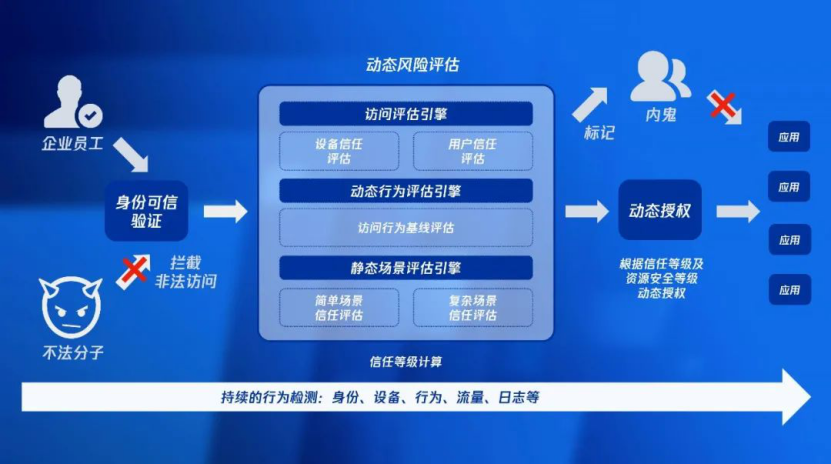 动态风险评估
企业员工
身份可信
验证
拦截
非法访问
不法分子
访问评估引擎
设备信任
评估
用户信任
评估
动态行为评估引擎
访问行为基线评估
静态场景评估引擎
简单场景
信任评估
复杂场景
信任评估
信任等级计算
标记
内鬼
动态授权
根据信任等级及
资源安全等级
动态授权
应用
应用
应用
应用
持续的行为检测：身份、设备、行为、流量、日志等